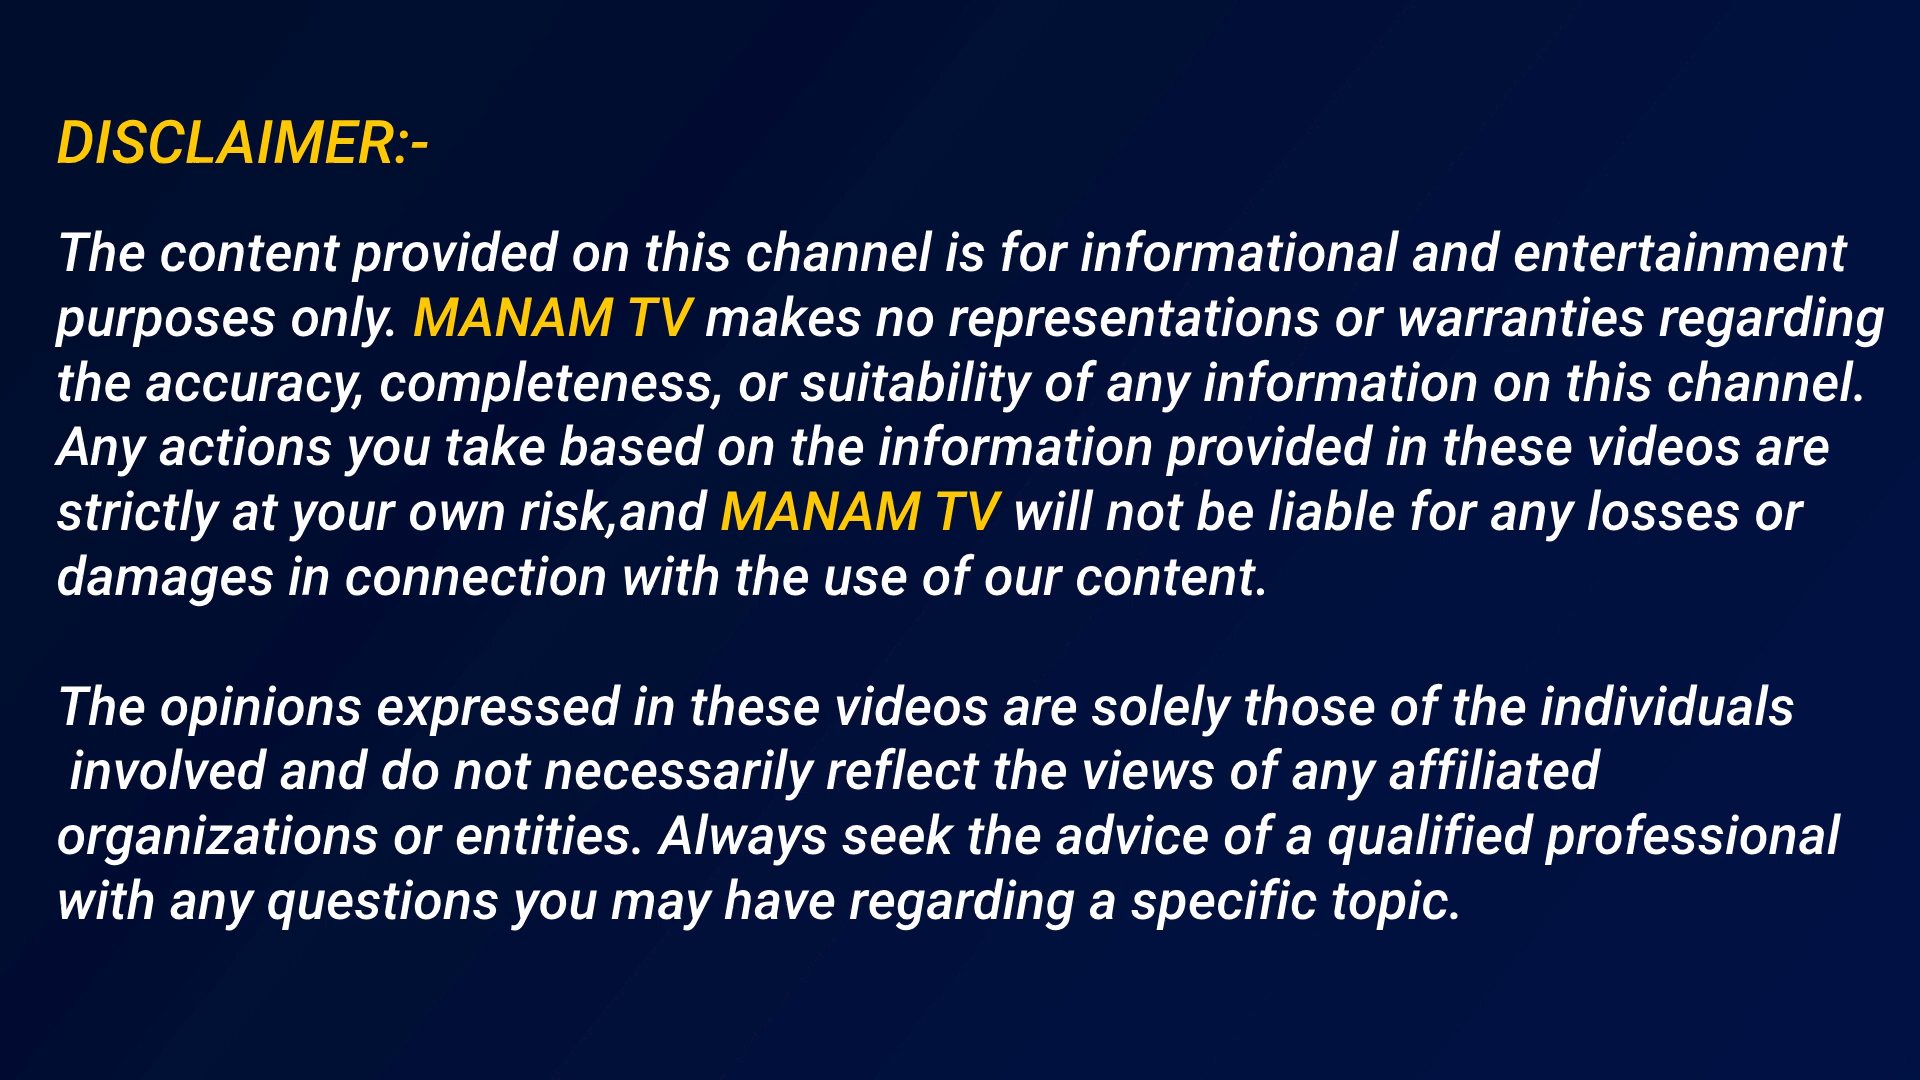 DISCLAIMER:-
The content provided on this channel is for informational and entertainment
purposes only. MANAM TV makes no representations or warranties regarding
the accuracy, completeness, or suitability of any information on this channel.
Any actions you take based on the information provided in these videos are
strictly at your own risk,and MANAM TV will not be liable for any losses or
damages in connection with the use of our content.
The opinions expressed in these videos are solely those of the individuals
involved and do not necessarily reflect the views of any affiliated
organizations or entities. Always seek the advice of a qualified professional
with any questions you may have regarding a specific topic.